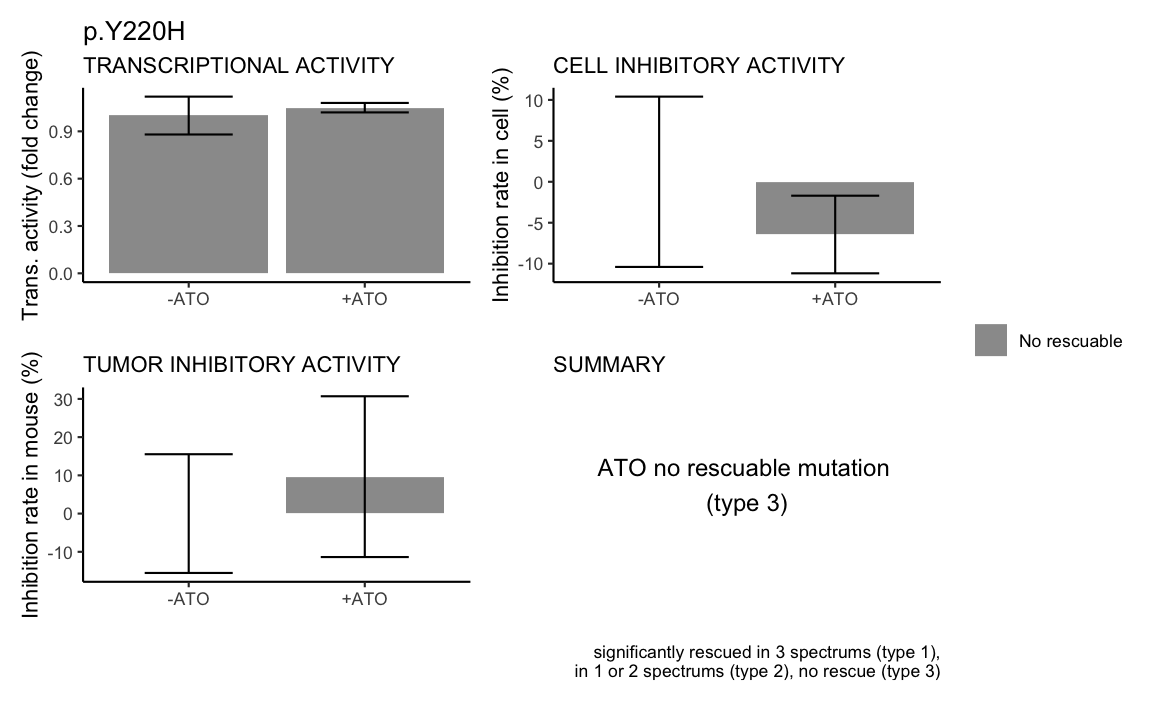 p.Y220H
TRANSCRIPTIONAL ACTIVITY
Trans. activity (fold change)
0.9
0.6
0.3
0.0
-ATO
+ATO
CELL INHIBITORY ACTIVITY
Inhibition rate in cell (%)
10
5
0
-5
-10
-ATO
+ATO
No rescuable
TUMOR INHIBITORY ACTIVITY
Inhibition rate in mouse (%)
30
20
10
0
-10
-ATO
+ATO
SUMMARY
ATO no rescuable mutation
(type 3)
significantly rescued in 3 spectrums (type 1),
in 1 or 2 spectrums (type 2), no rescue (type 3)